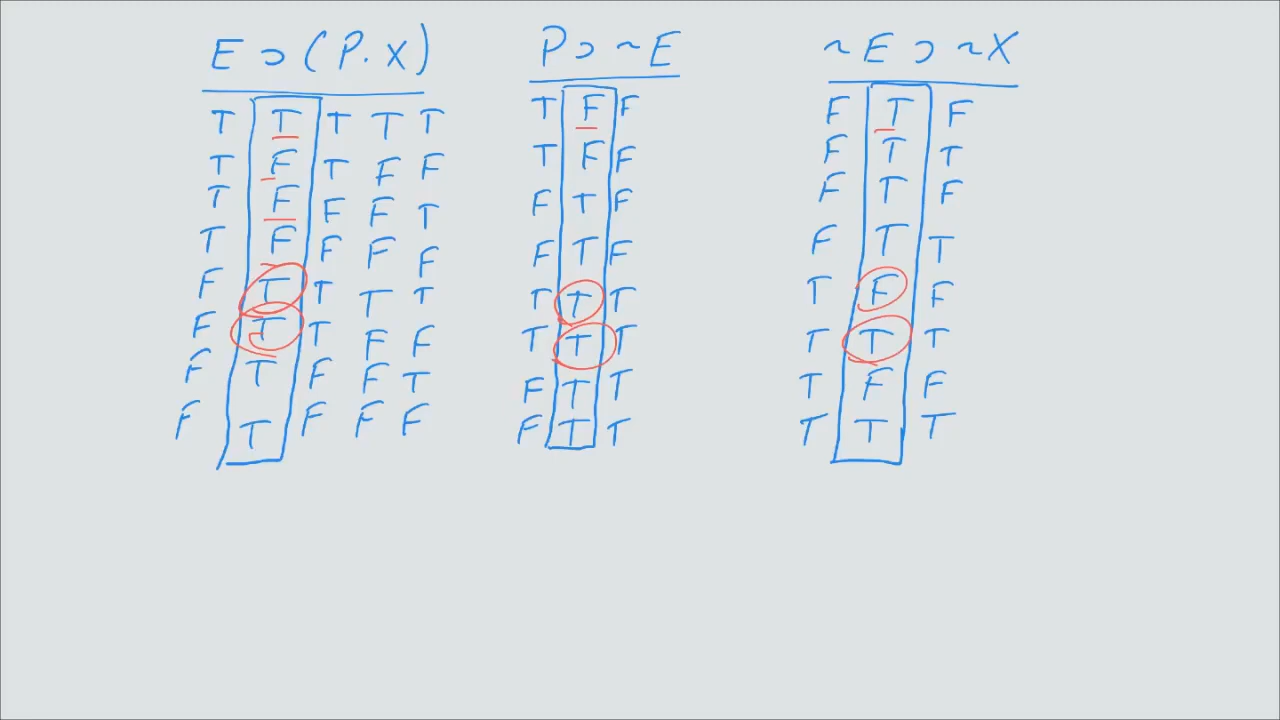 E ⊃ (P · X) P ⊃ ~E ~E ⊃ ~X
T T T T T T F F F T F
T F T F F T F F F T T
T F F F T F T F F T F
T F F F F F T F F T T
F T T T T T T T T F F
F T T F F T T T T T T
F T F F T F T T T F F
F T F F F F T T T T T